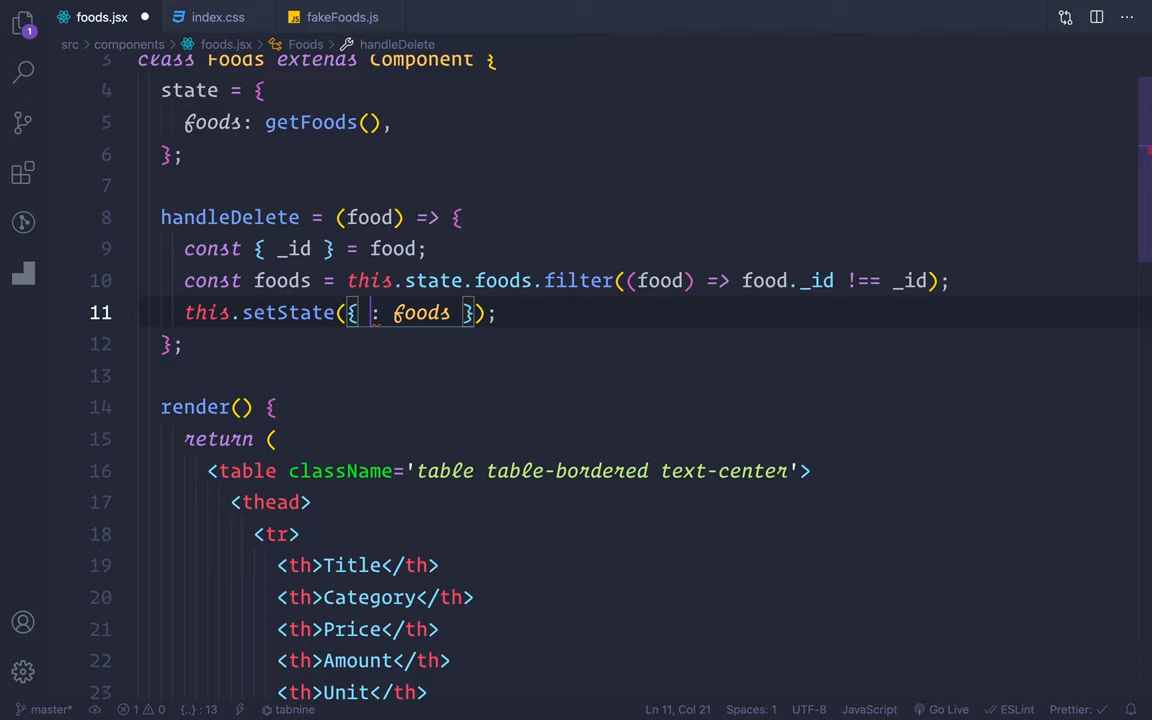 1
foods.jsx
index.css
JS fakeFoods.js
src > components > foods.jsx > Foods > handleDelete
3 class Foods extends Component {
4 state = {
5 foods: getFoods(),
6 };
7
8 handleDelete = (food) => {
9 const { _id } = food;
10 const foods = this.state.foods.filter((food) => food._id !== _id);
11 this.setState({ : foods });
12 };
13
14 render() {
15 return (
16 <table className='table table-bordered text-center'>
17 <thead>
18 <tr>
19 <th>Title</th>
20 <th>Category</th>
21 <th>Price</th>
22 <th>Amount</th>
23 <th>Unit</th>
master* 1 0 {..} : 13 tabnine Ln 11, Col 21 Spaces: 1 UTF-8 JavaScript Go Live ESLint Prettier: